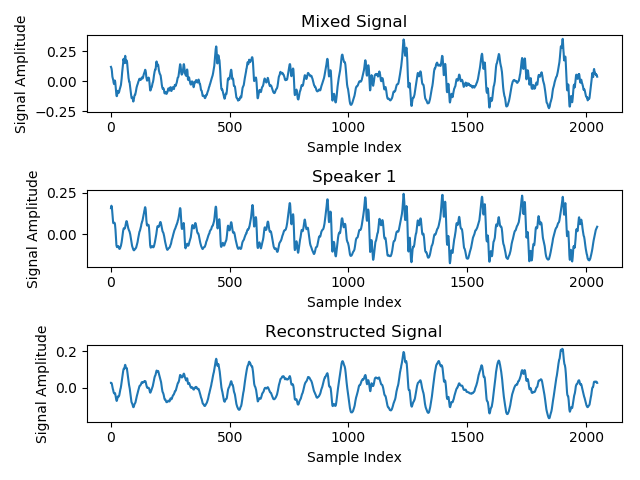 Mixed Signal
Signal Amplitude
0.25
0.00
−0.25
0 500 1000 1500 2000
Sample Index
Speaker 1
Signal Amplitude
0.25
0.00
0 500 1000 1500 2000
Sample Index
Reconstructed Signal
Signal Amplitude
0.2
0.0
0 500 1000 1500 2000
Sample Index